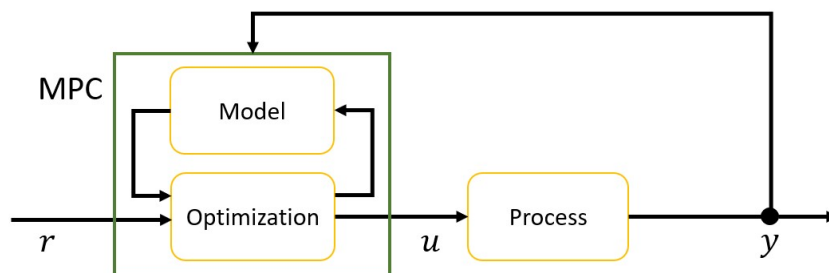 MPC
Model
Optimization
Process
r
u
y